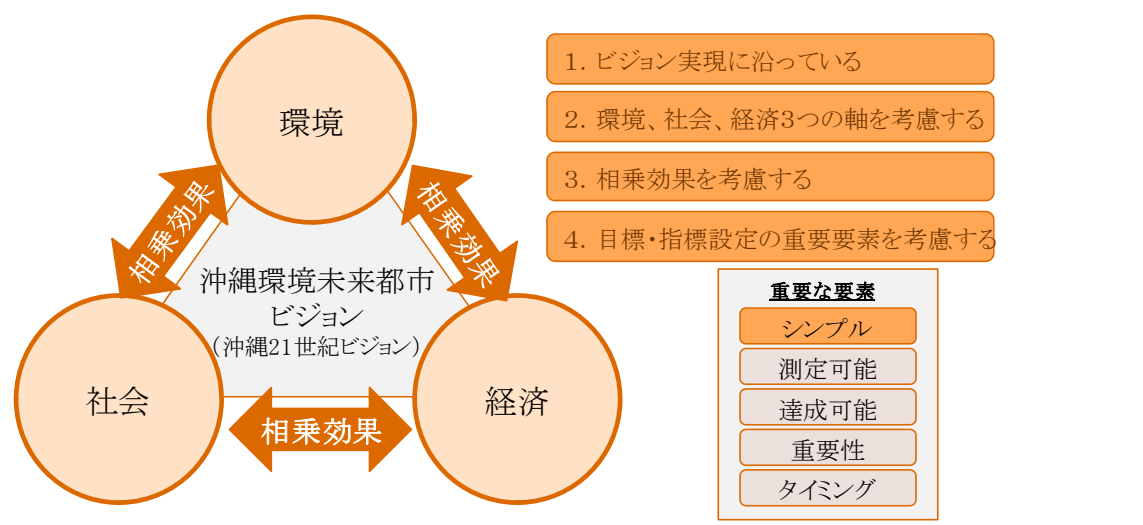 環境
相乗効果
相乗効果
沖縄環境未来都市
ビジョン
（沖縄21世紀ビジョン）
社会
経済
相乗効果
１．ビジョン実現に沿っている
２．環境、社会、経済３つの軸を考慮する
３．相乗効果を考慮する
４．目標・指標設定の重要要素を考慮する
重要な要素
シンプル
測定可能
達成可能
重要性
タイミング